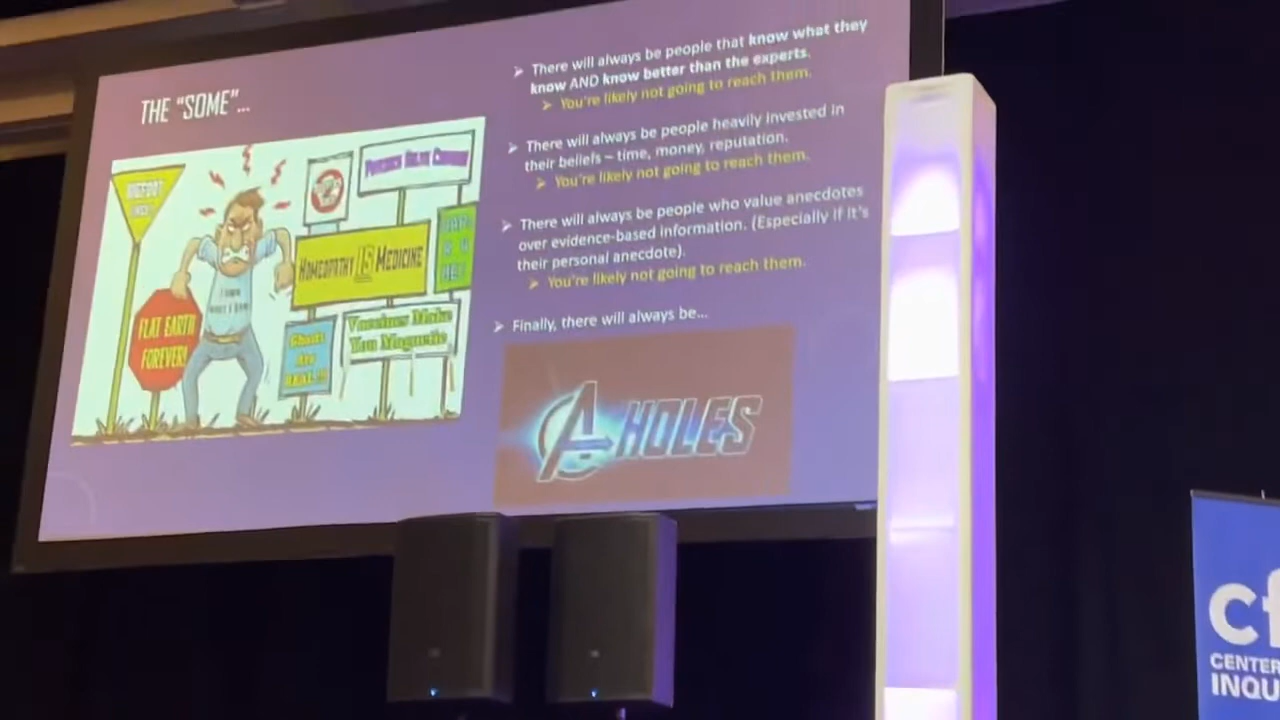 THE "SOME"...
BIGFOOT
FLAT EARTH
FOREVER!
HOMEOPATHY IS MEDICINE
Ghosts
Are
REAL!!!
Vaccines Make
You Magnetic
➤ There will always be people that know what they
know AND know better than the experts.
➤ You're likely not going to reach them.
➤ There will always be people heavily invested in
their beliefs – time, money, reputation.
➤ You're likely not going to reach them.
➤ There will always be people who value anecdotes
over evidence-based information. (Especially if it's
their personal anecdote).
➤ You're likely not going to reach them.
➤ Finally, there will always be...
A HOLES
cf
CENTER
INQU